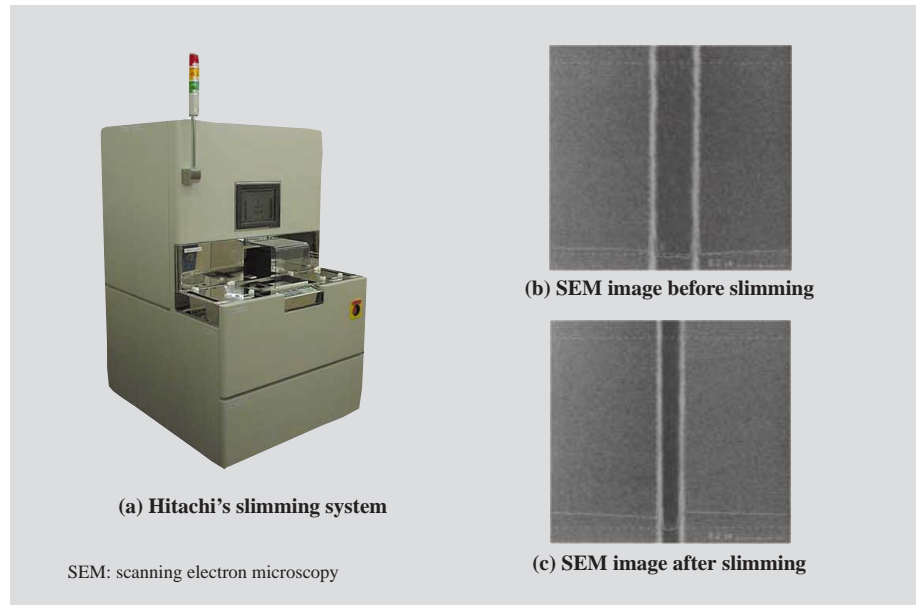 (a) Hitachi's slimming system
SEM: scanning electron microscopy
(b) SEM image before slimming
(c) SEM image after slimming